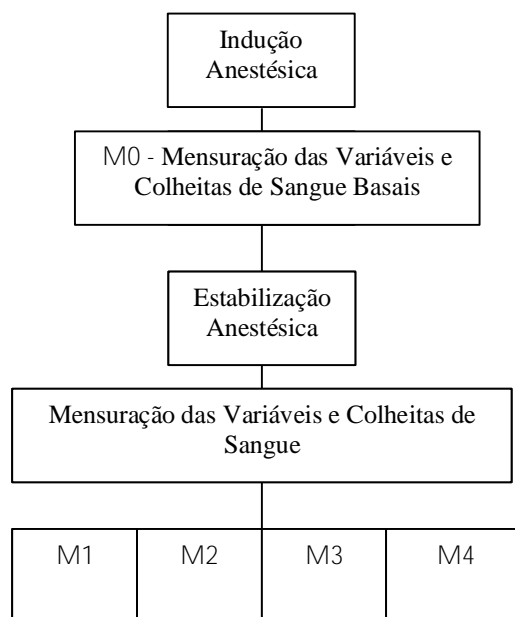 Indução
Anestésica
M0 - Mensuração das Variáveis e
Colheitas de Sangue Basais
Estabilização
Anestésica
Mensuração das Variáveis e Colheitas de
Sangue
M1 M2 M3 M4